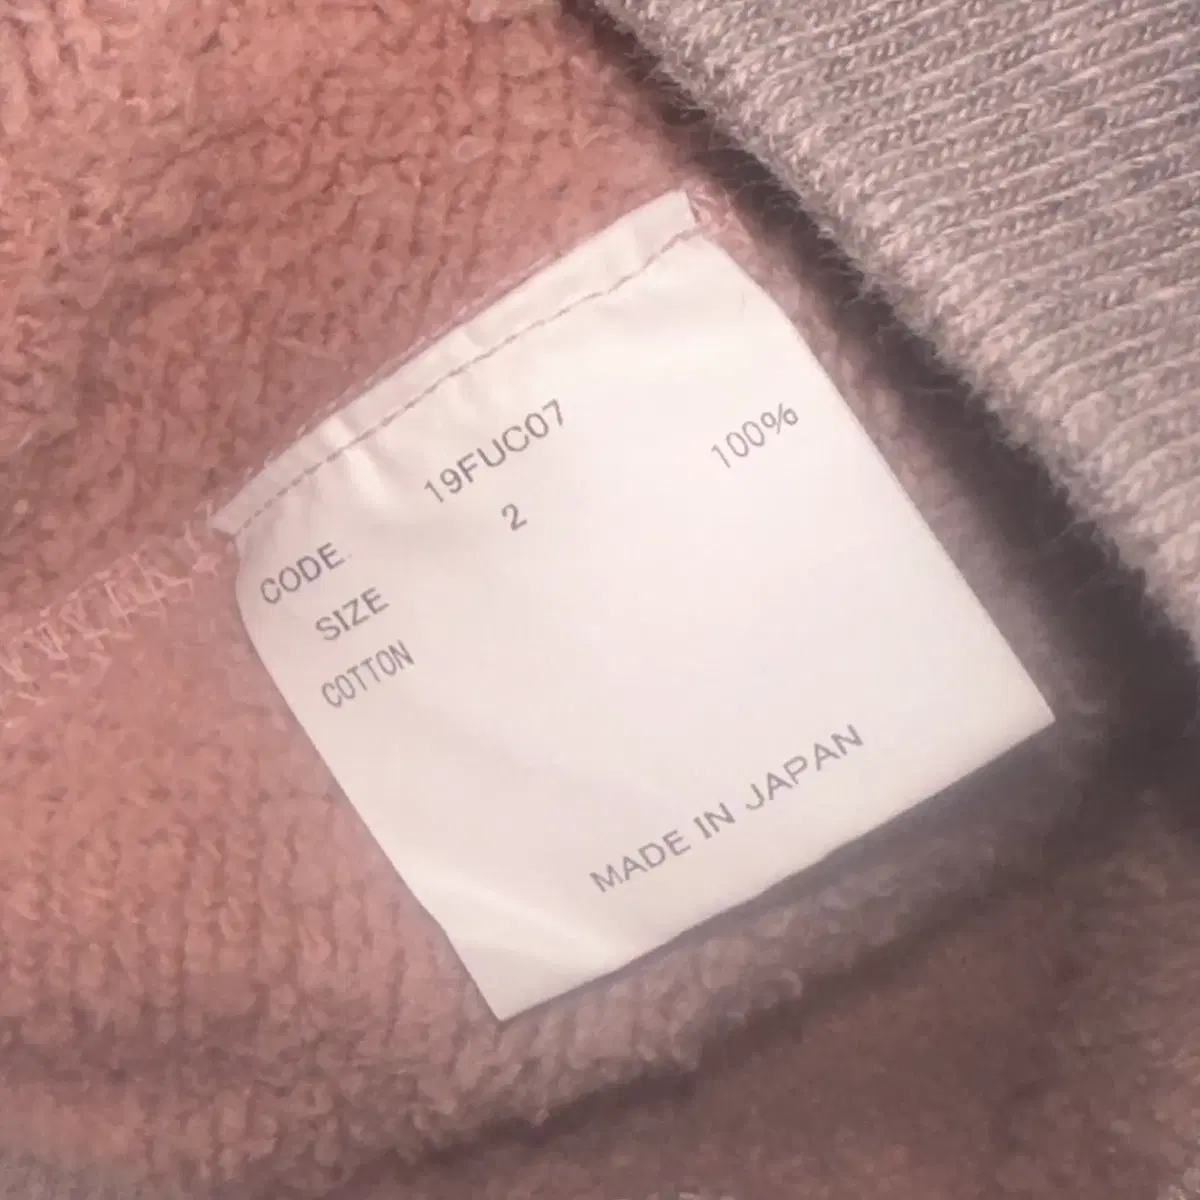 CODE. 19FUC07
SIZE 2
COTTON 100%
MADE IN JAPAN